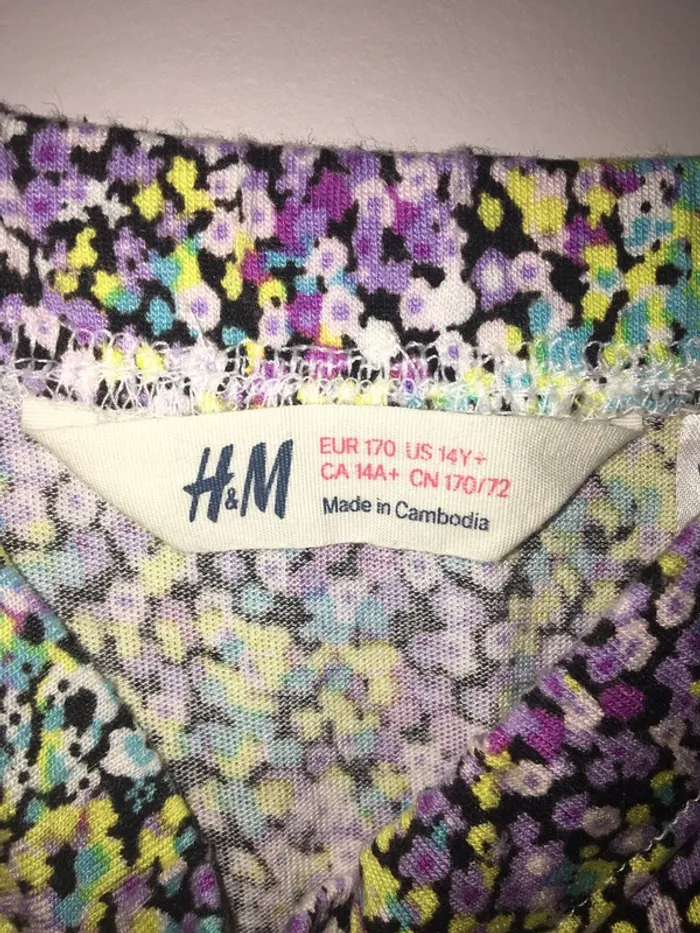 H&M
EUR 170 US 14Y+
CA 14A+ CN 170/72
Made in Cambodia